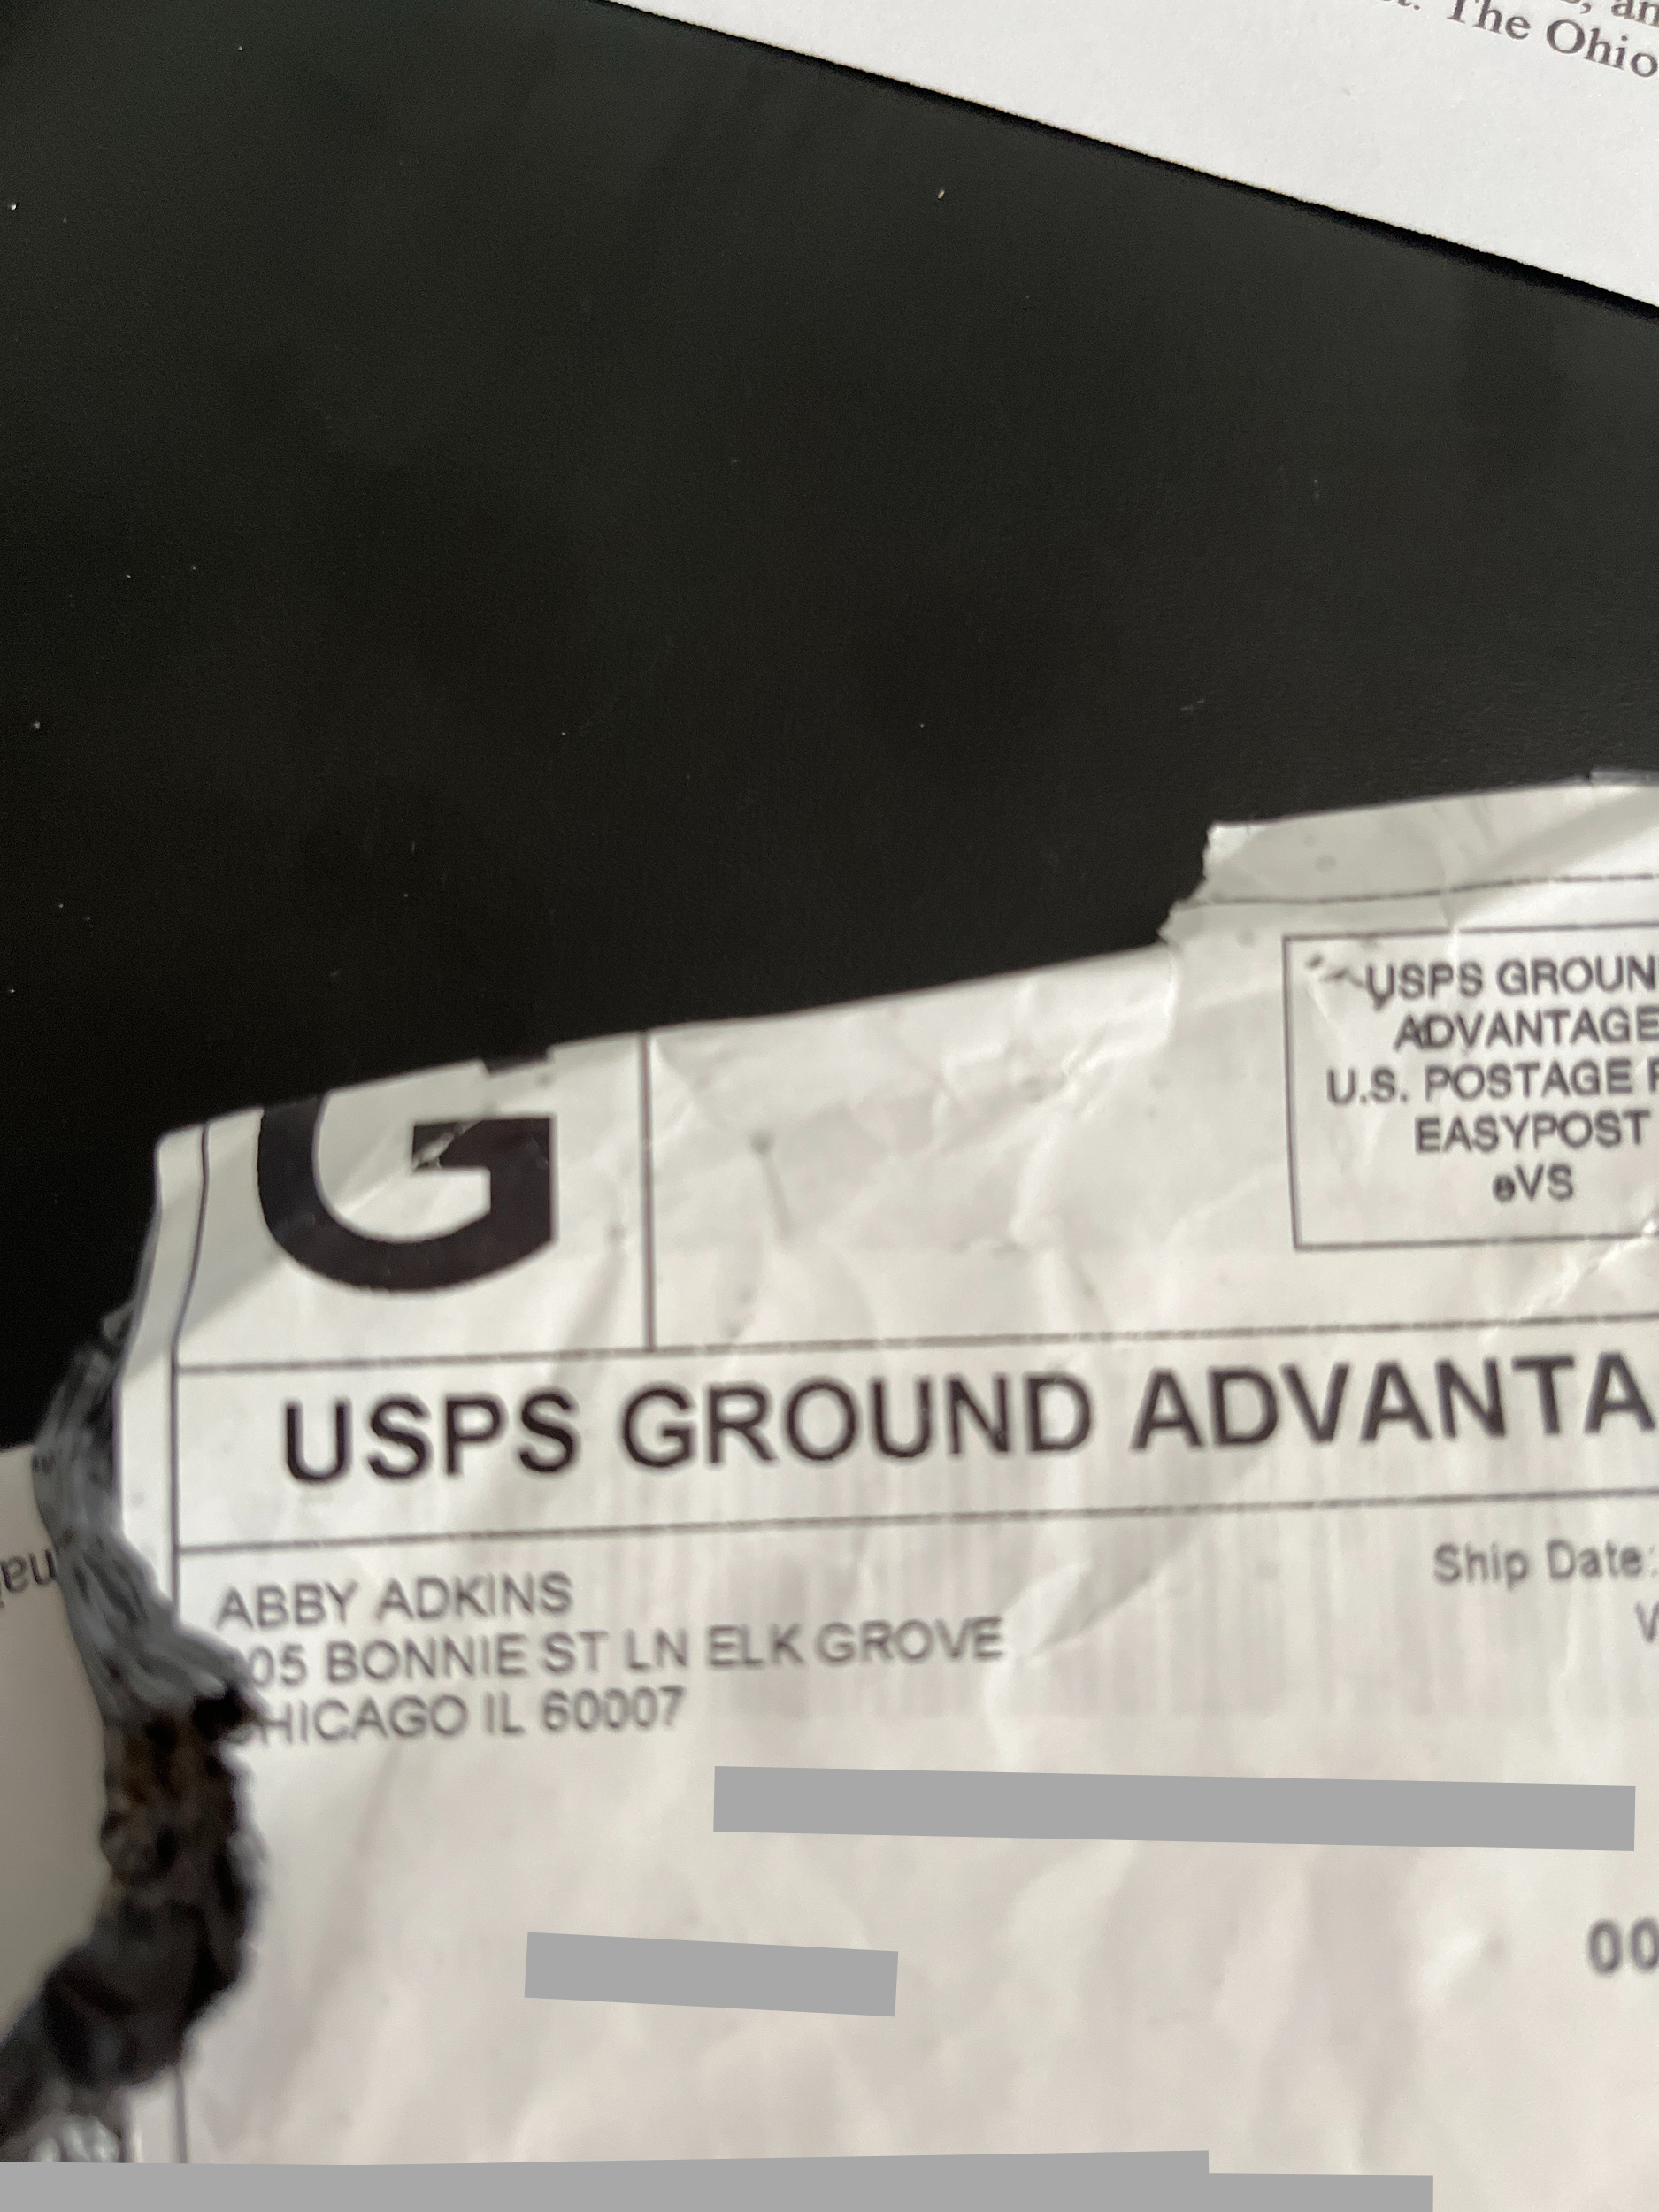 The Ohio
G
USPS GROUN
ADVANTAGE
U.S. POSTAGE
EASYPOST
eVS
USPS GROUND ADVANTA
ABBY ADKINS
05 BONNIE ST LN ELK GROVE
HICAGO IL 60007
Ship Date:
00